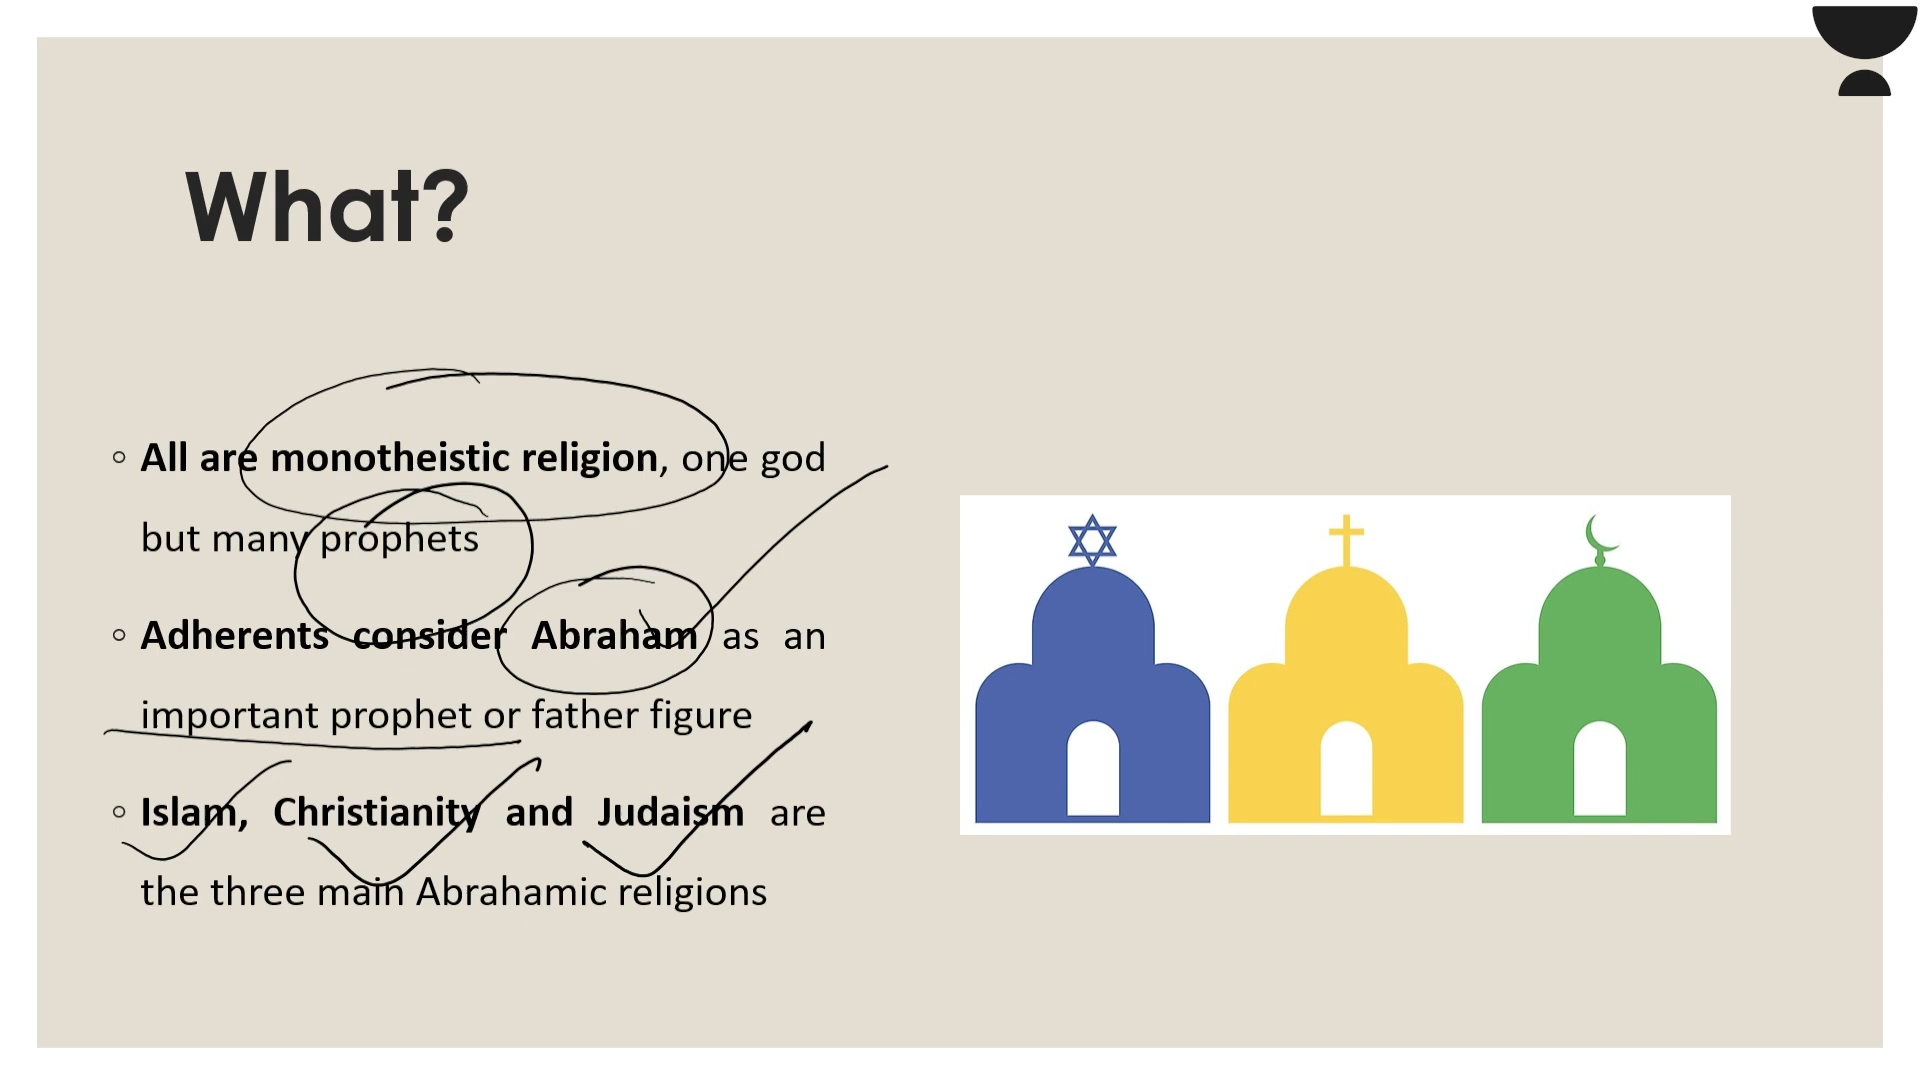 What?
◦ All are monotheistic religion, one god
but many prophets
◦ Adherents consider Abraham as an
important prophet or father figure
◦ Islam, Christianity and Judaism are
the three main Abrahamic religions